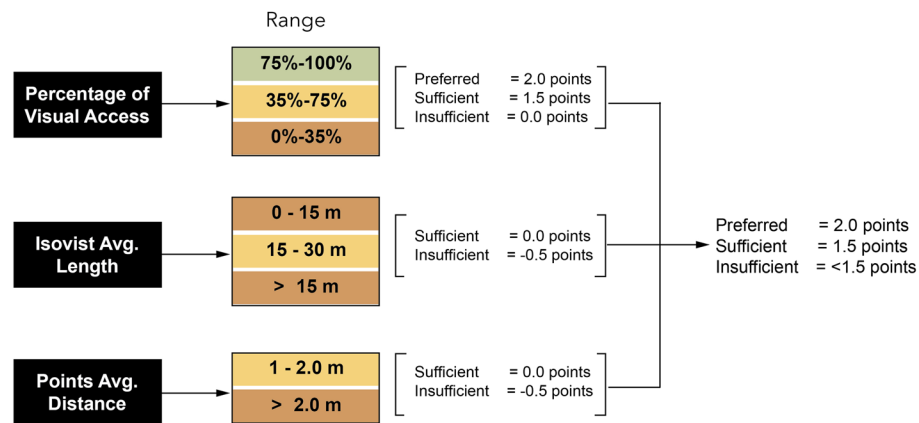 Range
Percentage of
Visual Access
75%-100%
35%-75%
0%-35%
Preferred = 2.0 points
Sufficient = 1.5 points
Insufficient = 0.0 points
Isovist Avg.
Length
0 - 15 m
15 - 30 m
> 15 m
Sufficient = 0.0 points
Insufficient = -0.5 points
Points Avg.
Distance
1 - 2.0 m
> 2.0 m
Sufficient = 0.0 points
Insufficient = -0.5 points
Preferred = 2.0 points
Sufficient = 1.5 points
Insufficient = <1.5 points